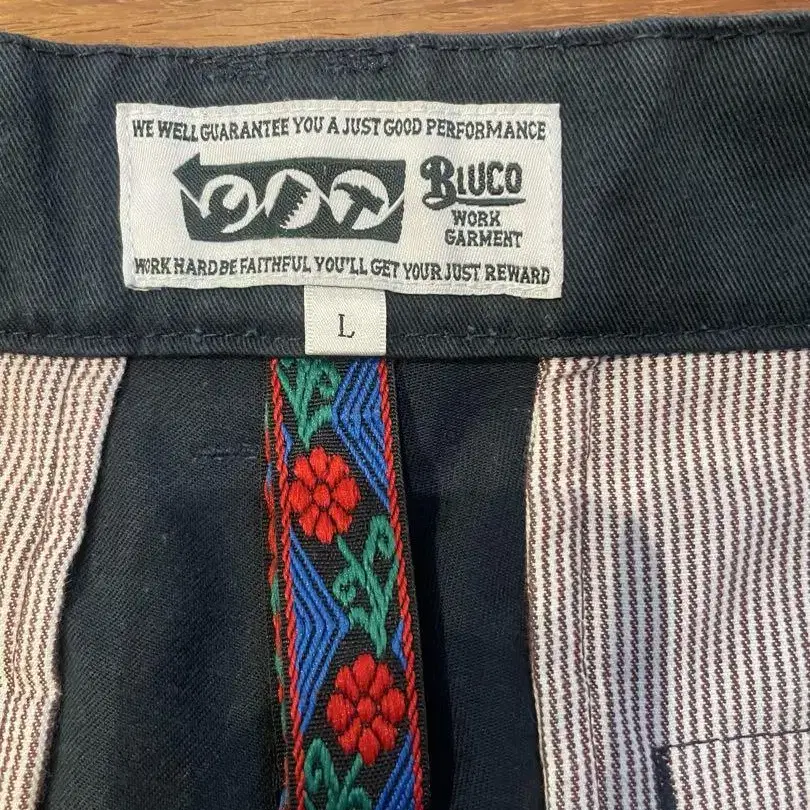 WE WELL GUARANTEE YOU A JUST GOOD PERFORMANCE
BLUCO
WORK
GARMENT
WORK HARD BE FAITHFUL YOU'LL GET YOUR JUST REWARD
L